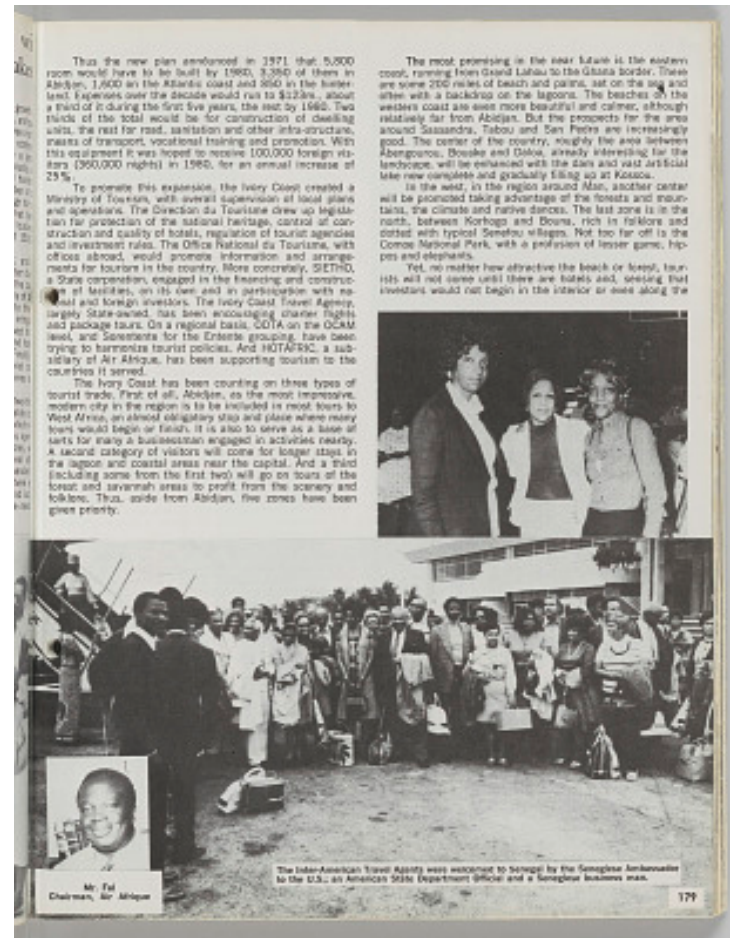 Thus the new plan announced in 1971 that 5,800
room would have to be built by 1980, 3,350 of them in
Abidjan, 1,600 on the Atlantic coast and 850 in the hinter-
land. Expenses over the decade would run to $123m., about
a third of it during the first five years, the rest by 1980. Two
thirds of the total would be for construction of dwelling
units, the rest for road, sanitation and other infra-structure,
means of transport, vocational training and promotion. With
this equipment it was hoped to receive 100,000 foreign vis-
itors (360,000 nights) in 1980, for an annual increase of
25%.
To promote this expansion, the Ivory Coast created a
Ministry of Tourism, with overall supervision of local plans
and operations. The Direction du Tourisme drew up legisla-
tion for protection of the national heritage, control of con-
struction and quality of hotels, regulation of tourist agencies
and investment rules. The Office National du Tourisme, with
offices abroad, would promote information and arrange-
ments for tourism in the country. More concretely, SIETHO,
a State corporation, engaged in the financing and construc-
of facilities, on its own and in participation with
and foreign investors. The Ivory Coast Travel Agency,
largely State-owned, has been encouraging charter flights
and package tours. On a regional basis, ODTA on the OCAM
level, and Sorentente for the Entente grouping, have been
trying to harmonize tourist policies. And HOTAFRIC, a sub-
sidiary of Air Afrique, has been supporting tourism to the
countries it served.
The Ivory Coast has been counting on three types of
tourist trade. First of all, Abidjan, as the most impressive,
modern city in the region is to be included in most tours to
West Africa, an almost obligatory stop and place where many
tours would begin or finish. It is also to serve as a base of
sorts for many a businessman engaged in activities nearby.
A second category of visitors will come for longer stays in
the lagoon and coastal areas near the capital. And a third
(including some from the first two) will go on tours of the
forest and savannah areas to profit from the scenery and
folklore. Thus, aside from Abidjan, five zones have been
given priority.
The most promising in the near future is the eastern
coast, running from Grand Lahou to the Ghana border. There
are some 200 miles of beach and palms, set on the sea and
often with a backdrop on the lagoons. The beaches on the
western coast are even more beautiful and calmer, although
relatively far from Abidjan. But the prospects for the area
around Sassandra, Tabou and San Pedro are increasingly
good. The center of the country, roughly the area between
Abengourou, Bouake and Daloa, already interesting for the
landscape, will be enhanced with the dam and vast artificial
lake now complete and gradually filling up at Kossou.
In the west, in the region around Man, another center
will be promoted taking advantage of the forests and moun-
tains, the climate and native dances. The last zone is in the
north, between Korhogo and Bouna, rich in folklore and
dotted with typical Senofou villages. Not too far off is the
Comoe National Park, with a profusion of lesser game, hip-
pos and elephants.
Yet, no matter how attractive the beach or forest, tour-
ists will not come until there are hotels and, sensing that
investors would not begin in the interior or even along the
Mr. Fal
Chairman, Air Afrique
The Inter-American Travel Agents were welcomed to Senegal by the Senegalese Ambassador
to the U.S.; an American State Department Official and a Senegalese business man.
179